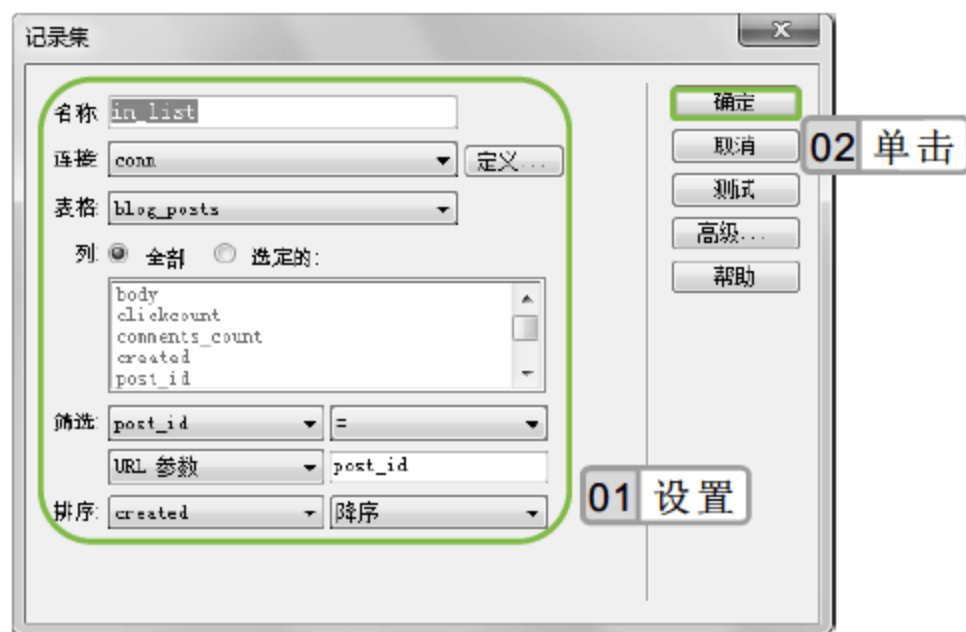 记录集
名称: in_list
连接: conn 定义...
表格: blog_posts
列: 全部 选定的:
body
clickcount
comments_count
created
post_id
筛选: post_id =
URL 参数 post_id
排序: created 降序
确定
取消
测试
高级...
帮助
01 设置
02 单击